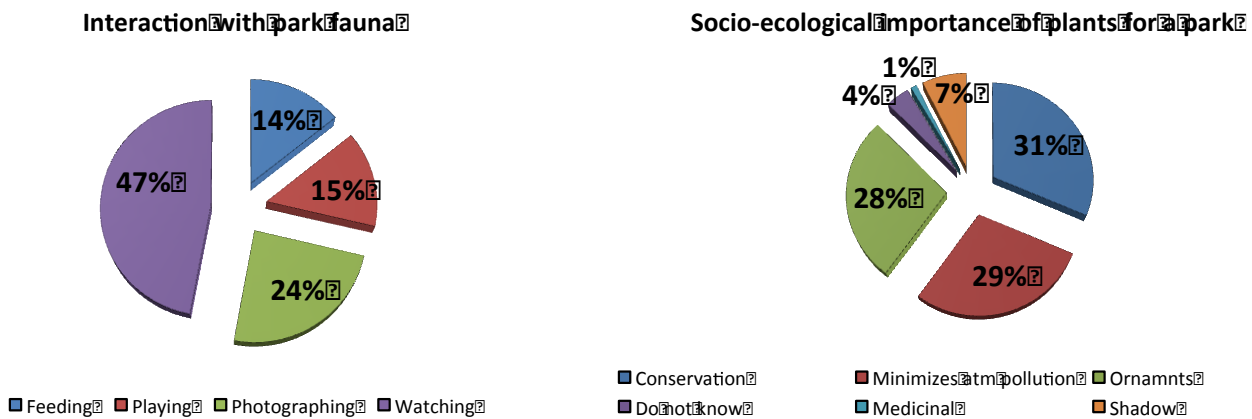 Interaction with park fauna
Socio-ecological importance of plants for a park
14%
15%
24%
47%
31%
29%
28%
4%
1%
7%
Feeding Playing Photographing Watching
Conservation Minimizes atm pollution Ornamnts
Do not know Medicinal Shadow